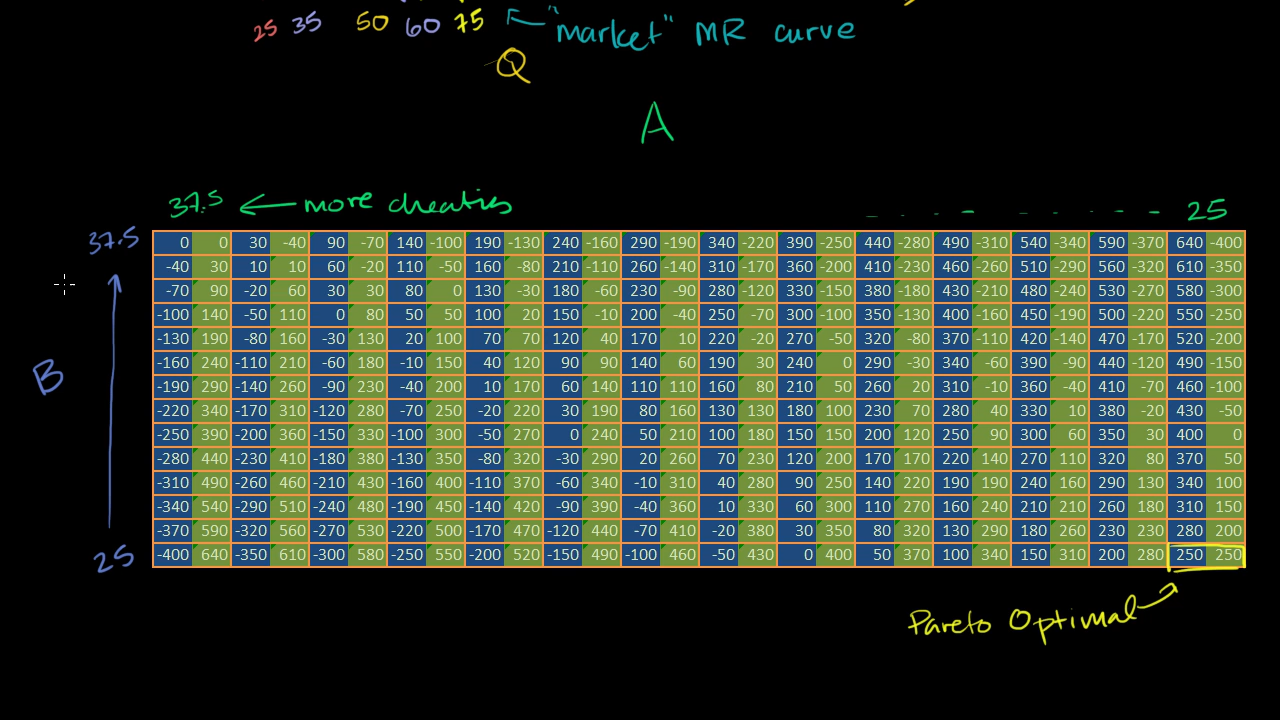 25 35 50 60 75 "market" MR curve
Q
A
37.5 ← more cheating 25
37.5 0 0 30 -40 90 -70 140 -100 190 -130 240 -160 290 -190 340 -220 390 -250 440 -280 490 -310 540 -340 590 -370 640 -400
-40 30 10 10 60 -20 110 -50 160 -80 210 -110 260 -140 310 -170 360 -200 410 -230 460 -260 510 -290 560 -320 610 -350
-70 90 -20 60 30 30 80 0 130 -30 180 -60 230 -90 280 -120 330 -150 380 -180 430 -210 480 -240 530 -270 580 -300
-100 140 -50 110 0 80 50 50 100 20 150 -10 200 -40 250 -70 300 -100 350 -130 400 -160 450 -190 500 -220 550 -250
-130 190 -80 160 -30 130 20 100 70 70 120 40 170 10 220 -20 270 -50 320 -80 370 -110 420 -140 470 -170 520 -200
-160 240 -110 210 -60 180 -10 150 40 120 90 90 140 60 190 30 240 0 290 -30 340 -60 390 -90 440 -120 490 -150
B -190 290 -140 260 -90 230 -40 200 10 170 60 140 110 110 160 80 210 50 260 20 310 -10 360 -40 410 -70 460 -100
-220 340 -170 310 -120 280 -70 250 -20 220 30 190 80 160 130 130 180 100 230 70 280 40 330 10 380 -20 430 -50
-250 390 -200 360 -150 330 -100 300 -50 270 0 240 50 210 100 180 150 150 200 120 250 90 300 60 350 30 400 0
-280 440 -230 410 -180 380 -130 350 -80 320 -30 290 20 260 70 230 120 200 170 170 220 140 270 110 320 80 370 50
-310 490 -260 460 -210 430 -160 400 -110 370 -60 340 -10 310 40 280 90 250 140 220 190 190 240 160 290 130 340 100
-340 540 -290 510 -240 480 -190 450 -140 420 -90 390 -40 360 10 330 60 300 110 270 160 240 210 210 260 180 310 150
-370 590 -320 560 -270 530 -220 500 -170 470 -120 440 -70 410 -20 380 30 350 80 320 130 290 180 260 230 230 280 200
25 -400 640 -350 610 -300 580 -250 550 -200 520 -150 490 -100 460 -50 430 0 400 50 370 100 340 150 310 200 280 250 250
Pareto Optimal